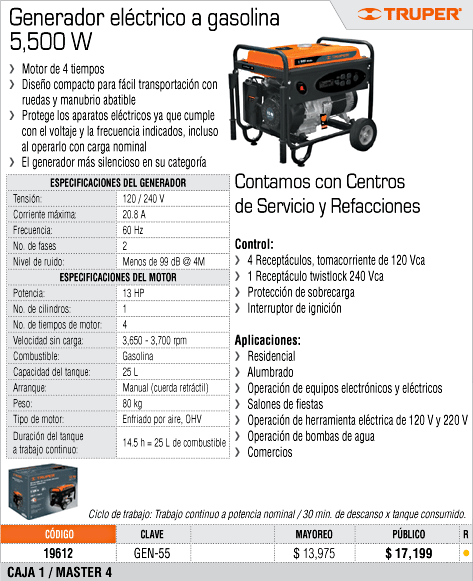 Generador eléctrico a gasolina
5,500 W
TRUPER®
› Motor de 4 tiempos
› Diseño compacto para fácil transportación con
ruedas y manubrio abatible
› Protege los aparatos eléctricos ya que cumple
con el voltaje y la frecuencia indicados, incluso
al operarlo con carga nominal
› El generador más silencioso en su categoría
ESPECIFICACIONES DEL GENERADOR
Tensión: 120 / 240 V
Corriente máxima: 20.8 A
Frecuencia: 60 Hz
No. de fases 2
Nivel de ruido: Menos de 99 dB @ 4M
ESPECIFICACIONES DEL MOTOR
Potencia: 13 HP
No. de cilindros: 1
No. de tiempos de motor: 4
Velocidad sin carga: 3,650 - 3,700 rpm
Combustible: Gasolina
Capacidad del tanque: 25 L
Arranque: Manual (cuerda retráctil)
Peso: 80 kg
Tipo de motor: Enfriado por aire, OHV
Duración del tanque
a trabajo continuo: 14.5 h = 25 L de combustible
Contamos con Centros
de Servicio y Refacciones
Control:
› 4 Receptáculos, tomacorriente de 120 Vca
› 1 Receptáculo twistlock 240 Vca
› Protección de sobrecarga
› Interruptor de ignición
Aplicaciones:
› Residencial
› Alumbrado
› Operación de equipos electrónicos y eléctricos
› Salones de fiestas
› Operación de herramienta eléctrica de 120 V y 220 V
› Operación de bombas de agua
› Comercios
Ciclo de trabajo: Trabajo continuo a potencia nominal / 30 min. de descanso x tanque consumido.
CÓDIGO CLAVE MAYOREO PÚBLICO R
19612 GEN-55 $ 13,975 $ 17,199
CAJA 1 / MASTER 4